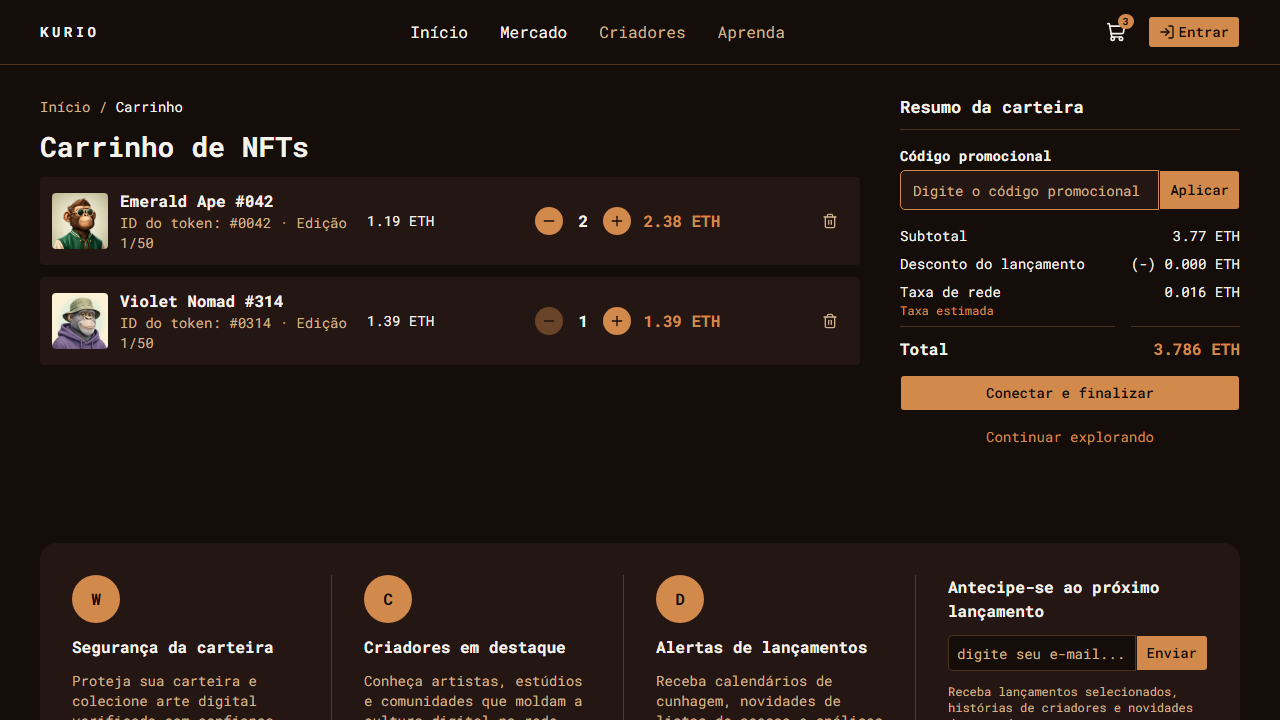 KURIO
Início
Mercado
Criadores
Aprenda
3
Entrar
Início / Carrinho
Carrinho de NFTs
Emerald Ape #042
ID do token: #0042 · Edição
1/50
1.19 ETH
2
2.38 ETH
Violet Nomad #314
ID do token: #0314 · Edição
1/50
1.39 ETH
1
1.39 ETH
Resumo da carteira
Código promocional
Digite o código promocional
Aplicar
Subtotal 3.77 ETH
Desconto do lançamento (-) 0.000 ETH
Taxa de rede 0.016 ETH
Taxa estimada
Total 3.786 ETH
Conectar e finalizar
Continuar explorando
W
Segurança da carteira
Proteja sua carteira e
colecione arte digital
C
Criadores em destaque
Conheça artistas, estúdios
e comunidades que moldam a
D
Alertas de lançamentos
Receba calendários de
cunhagem, novidades de
Antecipe-se ao próximo
lançamento
digite seu e-mail...
Enviar
Receba lançamentos selecionados,
histórias de criadores e novidades